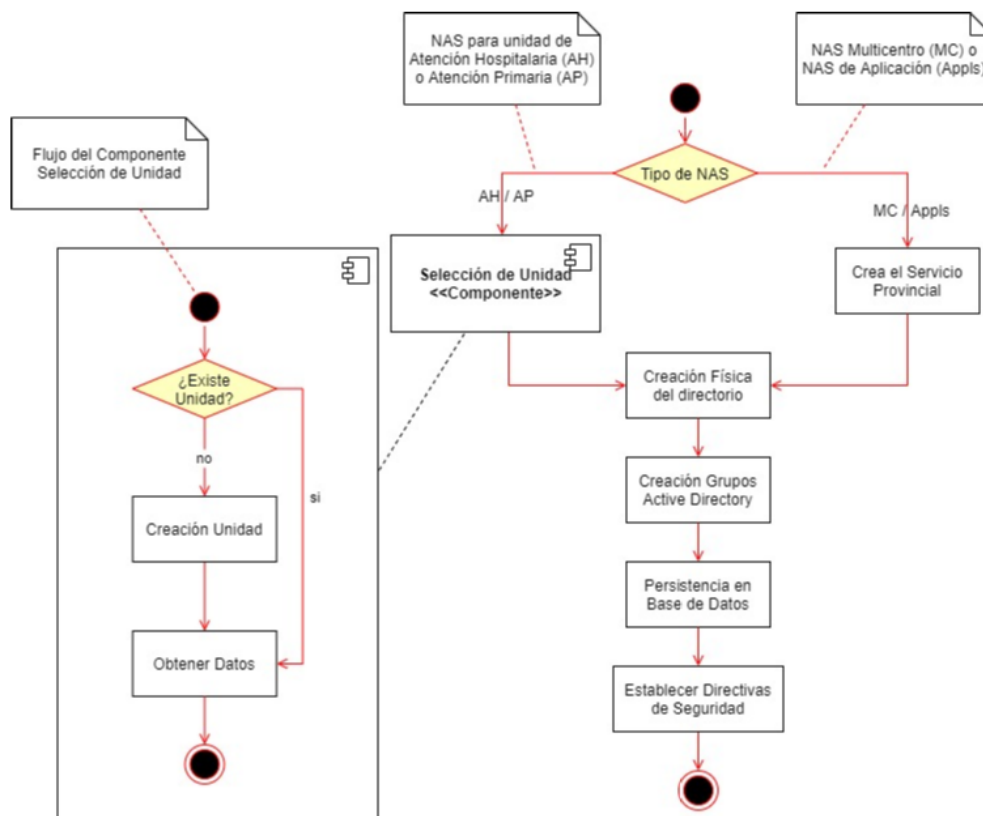 NAS para unidad de
Atención Hospitalaria (AH)
o Atención Primaria (AP)
NAS Multicentro (MC) o
NAS de Aplicación (Appls)
Flujo del Componente
Selección de Unidad
Tipo de NAS
AH / AP
MC / Appls
Selección de Unidad
<<Componente>>
Crea el Servicio
Provincial
¿Existe
Unidad?
no
si
Creación Unidad
Obtener Datos
Creación Física
del directorio
Creación Grupos
Active Directory
Persistencia en
Base de Datos
Establecer Directivas
de Seguridad